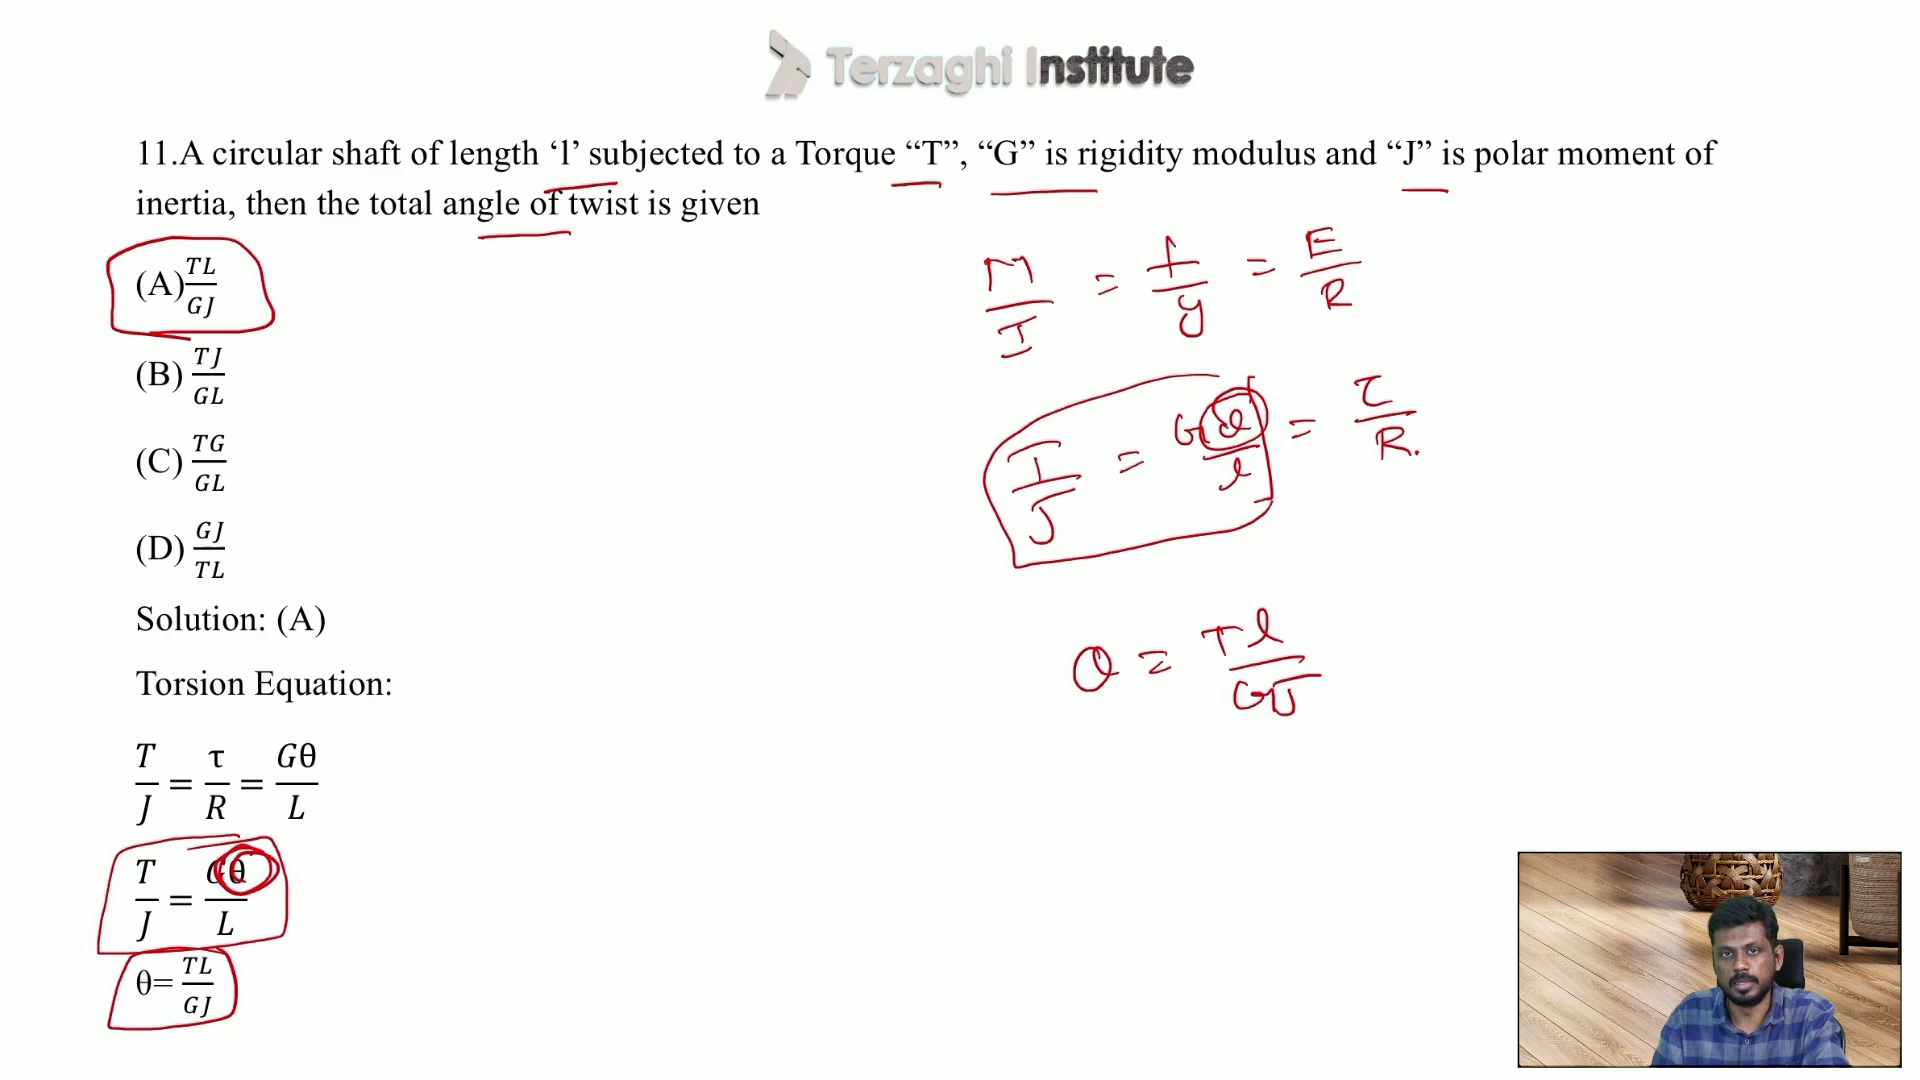 Terzaghi Institute
11.A circular shaft of length ‘l’ subjected to a Torque “T”, “G” is rigidity modulus and “J” is polar moment of
inertia, then the total angle of twist is given
(A) TL/GJ
(B) TJ/GL
(C) TG/GL
(D) GJ/TL
Solution: (A)
Torsion Equation:
T/J = τ/R = Gθ/L
T/J = Gθ/L
θ= TL/GJ
M/I = f/y = E/R
T/J = Gθ/l = τ/R.
θ = Tl/GJ